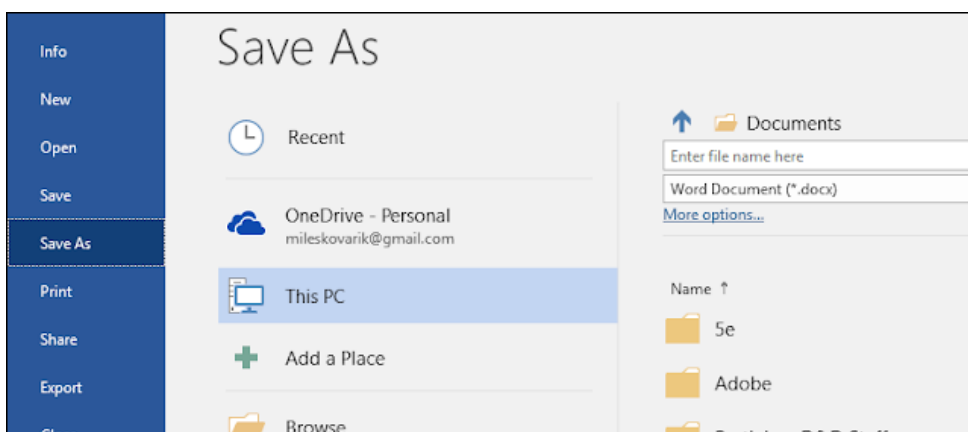 Info
New
Open
Save
Save As
Print
Share
Export
Save As
Recent
OneDrive - Personal
mileskovarik@gmail.com
This PC
Add a Place
Browse
Documents
Enter file name here
Word Document (*.docx)
More options...
Name ↑
5e
Adobe